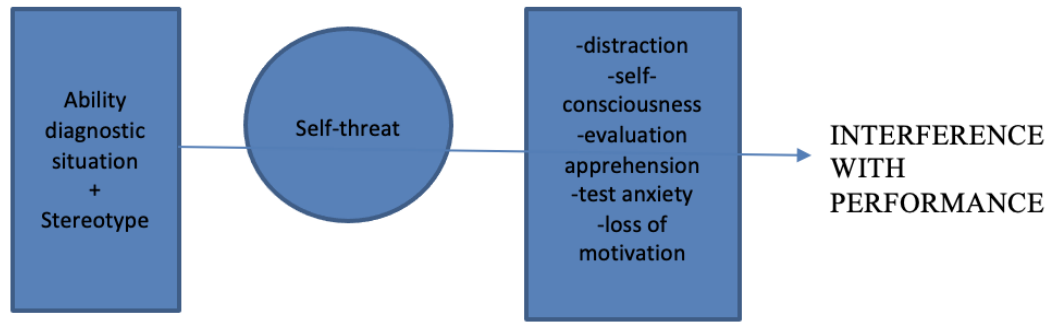 Ability
diagnostic
situation
+
Stereotype
Self-threat
-distraction
-self-
consciousness
-evaluation
apprehension
-test anxiety
-loss of
motivation
INTERFERENCE
WITH
PERFORMANCE